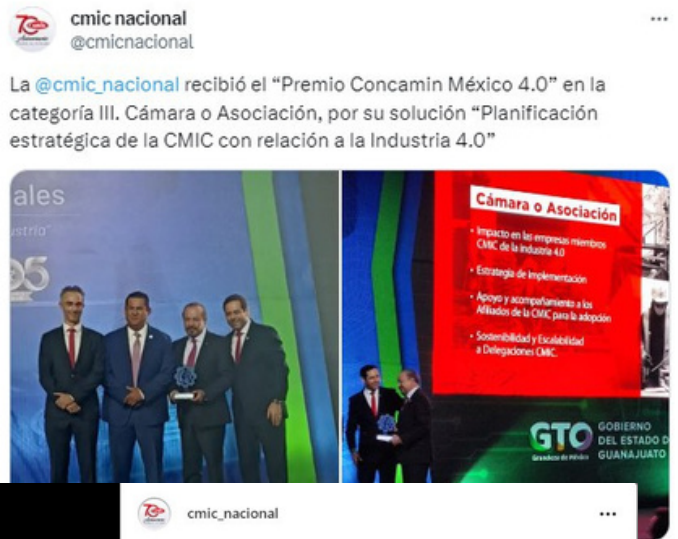 cmic nacional
@cmicnacional
La @cmic_nacional recibió el “Premio Concamin México 4.0” en la
categoría III. Cámara o Asociación, por su solución “Planificación
estratégica de la CMIC con relación a la Industria 4.0”
ales
ustrio"
Cámara o Asociación
• Impacto en las empresas miembros
CMIC de la industria 4.0
• Estrategia de Implementación
• Apoyo y acompañamiento a los
Afiliados de la CMIC para la adopción
• Sostenibilidad y Escalabilidad
a Delegaciones CMIC.
GTO
Grandeza de México
GOBIERNO
DEL ESTADO D
GUANAJUATO
cmic_nacional